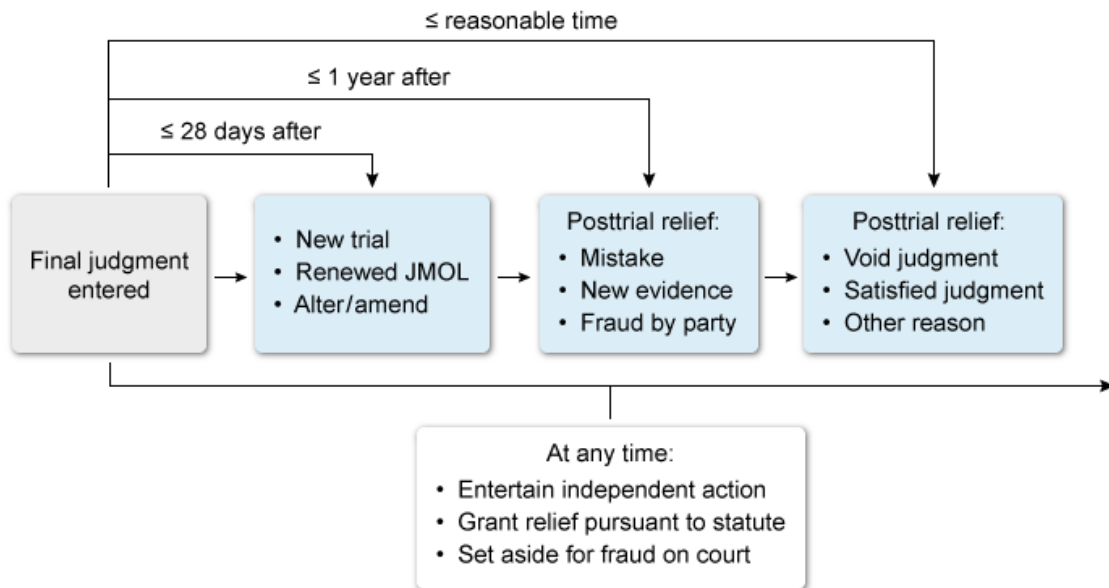 ≤ reasonable time
≤ 1 year after
≤ 28 days after
Final judgment
entered
• New trial
• Renewed JMOL
• Alter/amend
Posttrial relief:
• Mistake
• New evidence
• Fraud by party
Posttrial relief:
• Void judgment
• Satisfied judgment
• Other reason
At any time:
• Entertain independent action
• Grant relief pursuant to statute
• Set aside for fraud on court